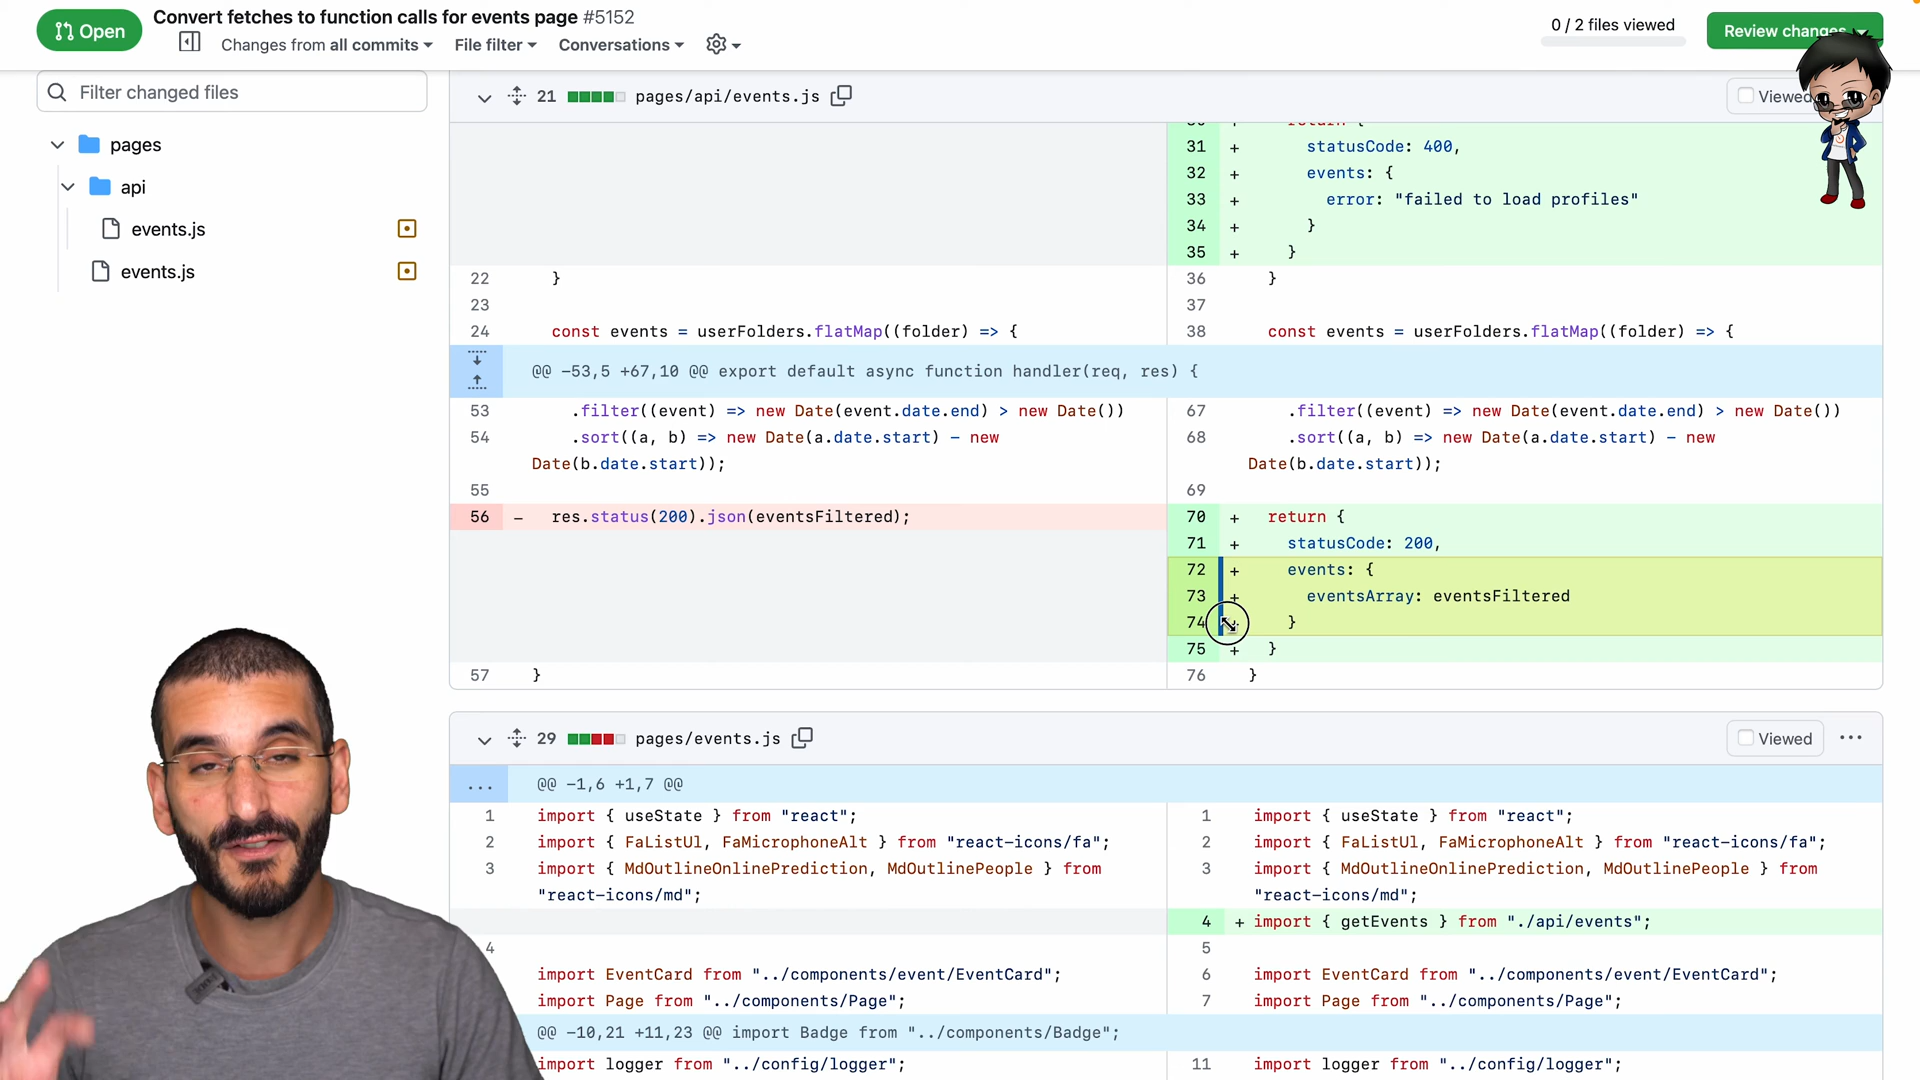 Open
Convert fetches to function calls for events page #5152
Changes from all commits
File filter
Conversations
0 / 2 files viewed
Review changes
Filter changed files
pages
api
events.js
events.js
21
pages/api/events.js
Viewed
return {
31 + statusCode: 400,
32 + events: {
33 + error: "failed to load profiles"
34 + }
35 + }
22 }
36 }
23
37
24 const events = userFolders.flatMap((folder) => {
38 const events = userFolders.flatMap((folder) => {
@@ -53,5 +67,10 @@ export default async function handler(req, res) {
53 .filter((event) => new Date(event.date.end) > new Date())
67 .filter((event) => new Date(event.date.end) > new Date())
54 .sort((a, b) => new Date(a.date.start) - new
Date(b.date.start));
68 .sort((a, b) => new Date(a.date.start) - new
Date(b.date.start));
55
69
56 - res.status(200).json(eventsFiltered);
70 + return {
71 + statusCode: 200,
72 + events: {
73 + eventsArray: eventsFiltered
74 }
75 + }
57 }
76 }
29
pages/events.js
Viewed
...
... @@ -1,6 +1,7 @@
1 import { useState } from "react";
1 import { useState } from "react";
2 import { FaListUl, FaMicrophoneAlt } from "react-icons/fa";
2 import { FaListUl, FaMicrophoneAlt } from "react-icons/fa";
3 import { MdOutlineOnlinePrediction, MdOutlinePeople } from
"react-icons/md";
3 import { MdOutlineOnlinePrediction, MdOutlinePeople } from
"react-icons/md";
4 + import { getEvents } from "./api/events";
4
5
import EventCard from "../components/event/EventCard";
6 import EventCard from "../components/event/EventCard";
import Page from "../components/Page";
7 import Page from "../components/Page";
@@ -10,21 +11,23 @@ import Badge from "../components/Badge";
import logger from "../config/logger";
11 import logger from "../config/logger";